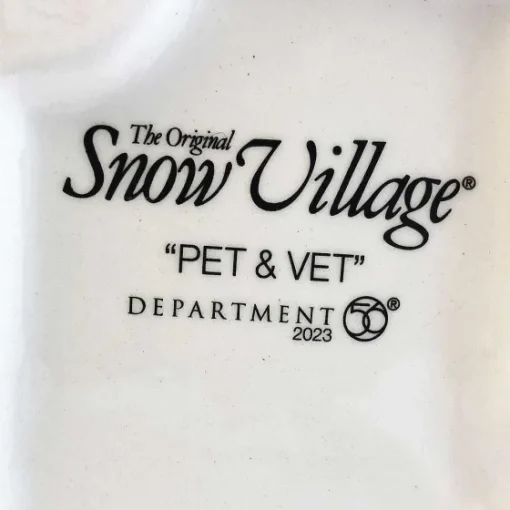 The Original
Snow Village®
“PET & VET”
DEPARTMENT 56®
2023